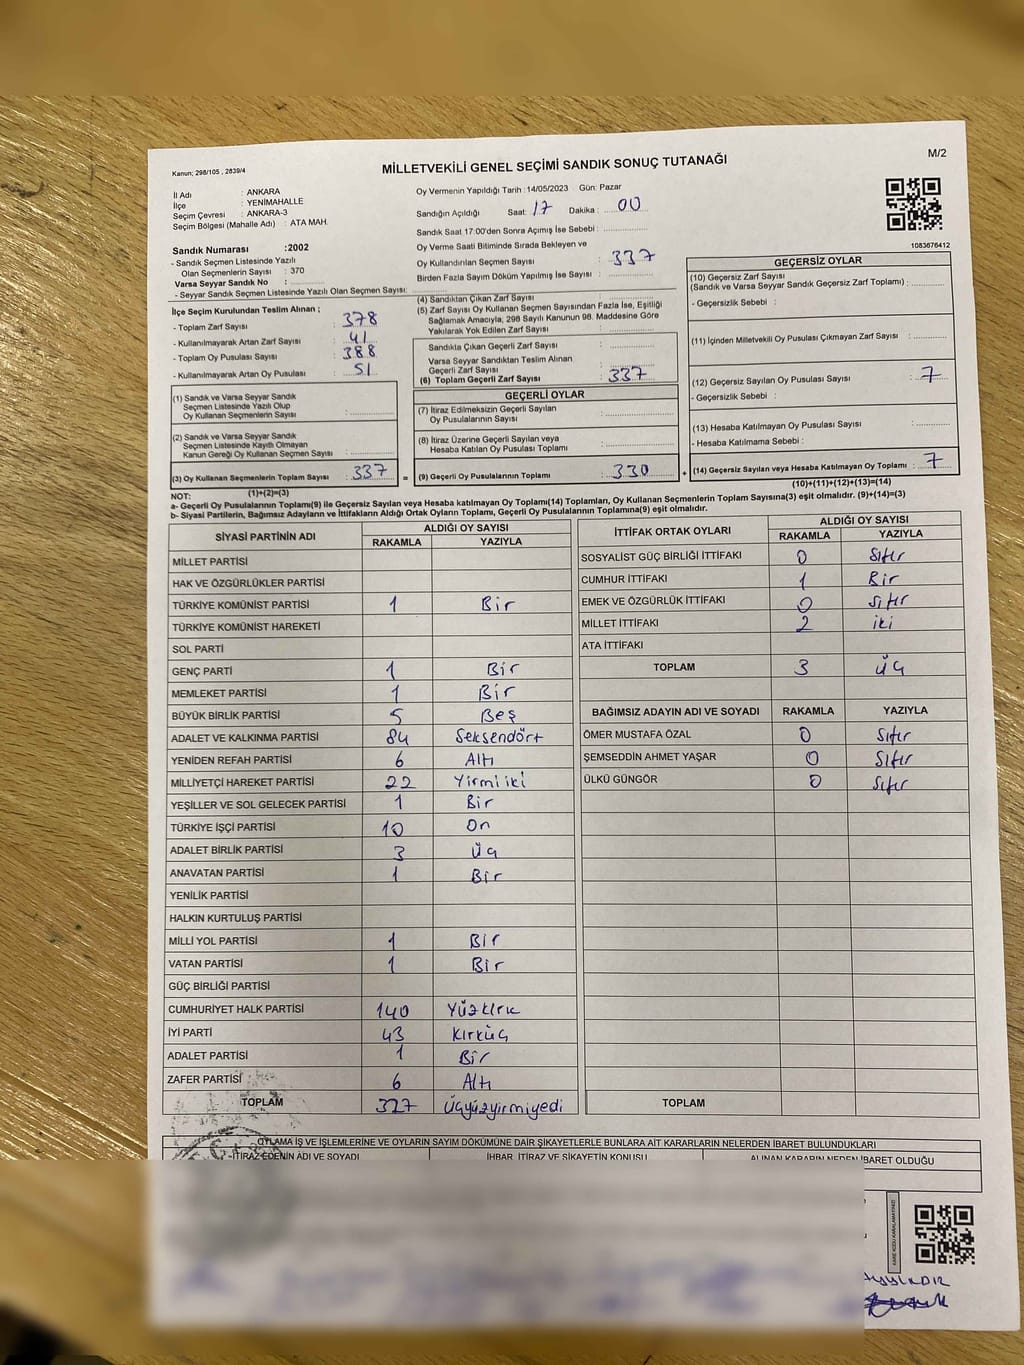 Kanun; 298/105 , 2839/4
MİLLETVEKİLİ GENEL SEÇİMİ SANDIK SONUÇ TUTANAĞI
M/2
İl Adı : ANKARA
İlçe : YENİMAHALLE
Seçim Çevresi : ANKARA-3
Seçim Bölgesi (Mahalle Adı) : ATA MAH.
Oy Vermenin Yapıldığı Tarih : 14/05/2023 Gün: Pazar
Sandığın Açıldığı Saat: 17 Dakika : 00
Sandık Saat 17:00'den Sonra Açımış İse Sebebi :
Oy Verme Saati Bitiminde Sırada Bekleyen ve
Oy Kullandırılan Seçmen Sayısı : 337
Birden Fazla Sayım Döküm Yapılmış İse Sayısı :
1083676412
Sandık Numarası :2002
- Sandık Seçmen Listesinde Yazılı
Olan Seçmenlerin Sayısı : 370
Varsa Seyyar Sandık No :
- Seyyar Sandık Seçmen Listesinde Yazılı Olan Seçmen Sayısı:
İlçe Seçim Kurulundan Teslim Alınan ;
- Toplam Zarf Sayısı : 378
- Kullanılmayarak Artan Zarf Sayısı : 41
- Toplam Oy Pusulası Sayısı : 388
- Kullanılmayarak Artan Oy Pusulası : 51
(1) Sandık ve Varsa Seyyar Sandık
Seçmen Listesinde Yazılı Olup
Oy Kullanan Seçmenlerin Sayısı :
(2) Sandık ve Varsa Seyyar Sandık
Seçmen Listesinde Kayıtlı Olmayan
Kanun Gereği Oy Kullanan Seçmen Sayısı :
(3) Oy Kullanan Seçmenlerin Toplam Sayısı : 337
(1)+(2)=(3)
(4) Sandıktan Çıkan Zarf Sayısı :
(5) Zarf Sayısı Oy Kullanan Seçmen Sayısından Fazla İse, Eşitliği
Sağlamak Amacıyla; 298 Sayılı Kanunun 98. Maddesine Göre
Yakılarak Yok Edilen Zarf Sayısı :
Sandıkta Çıkan Geçerli Zarf Sayısı :
Varsa Seyyar Sandıktan Teslim Alınan
Geçerli Zarf Sayısı :
(6) Toplam Geçerli Zarf Sayısı : 337
GEÇERLİ OYLAR
(7) İtiraz Edilmeksizin Geçerli Sayılan
Oy Pusulalarının Sayısı :
(8) İtiraz Üzerine Geçerli Sayılan veya
Hesaba Katılan Oy Pusulası Toplamı :
= (9) Geçerli Oy Pusulalarının Toplamı : 330 +
GEÇERSİZ OYLAR
(10) Geçersiz Zarf Sayısı
(Sandık ve Varsa Seyyar Sandık Geçersiz Zarf Toplamı) :
- Geçersizlik Sebebi :
(11) İçinden Milletvekili Oy Pusulası Çıkmayan Zarf Sayısı :
(12) Geçersiz Sayılan Oy Pusulası Sayısı : 7
- Geçersizlik Sebebi :
(13) Hesaba Katılmayan Oy Pusulası Sayısı :
- Hesaba Katılmama Sebebi :
(14) Geçersiz Sayılan veya Hesaba Katılmayan Oy Toplamı : 7
(10)+(11)+(12)+(13)=(14)
NOT:
a- Geçerli Oy Pusulalarının Toplamı(9) ile Geçersiz Sayılan veya Hesaba katılmayan Oy Toplamı(14) Toplamları, Oy Kullanan Seçmenlerin Toplam Sayısına(3) eşit olmalıdır. (9)+(14)=(3)
b- Siyasi Partilerin, Bağımsız Adayların ve İttifakların Aldığı Ortak Oyların Toplamı, Geçerli Oy Pusulalarının Toplamına(9) eşit olmalıdır.
SİYASİ PARTİNİN ADI ALDIĞI OY SAYISI
RAKAMLA YAZIYLA
MİLLET PARTİSİ
HAK VE ÖZGÜRLÜKLER PARTİSİ
TÜRKİYE KOMÜNİST PARTİSİ 1 Bir
TÜRKİYE KOMÜNİST HAREKETİ
SOL PARTİ
GENÇ PARTİ 1 Bir
MEMLEKET PARTİSİ 1 Bir
BÜYÜK BİRLİK PARTİSİ 5 Beş
ADALET VE KALKINMA PARTİSİ 84 Seksendört
YENİDEN REFAH PARTİSİ 6 Altı
MİLLİYETÇİ HAREKET PARTİSİ 22 Yirmiiki
YEŞİLLER VE SOL GELECEK PARTİSİ 1 Bir
TÜRKİYE İŞÇİ PARTİSİ 10 On
ADALET BİRLİK PARTİSİ 3 Üç
ANAVATAN PARTİSİ 1 Bir
YENİLİK PARTİSİ
HALKIN KURTULUŞ PARTİSİ
MİLLİ YOL PARTİSİ 1 Bir
VATAN PARTİSİ 1 Bir
GÜÇ BİRLİĞİ PARTİSİ
CUMHURİYET HALK PARTİSİ 140 Yüzkırk
İYİ PARTİ 43 Kırküç
ADALET PARTİSİ 1 Bir
ZAFER PARTİSİ 6 Altı
TOPLAM 327 Üçyüzyirmiyedi
İTTİFAK ORTAK OYLARI ALDIĞI OY SAYISI
RAKAMLA YAZIYLA
SOSYALİST GÜÇ BİRLİĞİ İTTİFAKI 0 Sıfır
CUMHUR İTTİFAKI 1 Bir
EMEK VE ÖZGÜRLÜK İTTİFAKI 0 Sıfır
MİLLET İTTİFAKI 2 iki
ATA İTTİFAKI
TOPLAM 3 üç
BAĞIMSIZ ADAYIN ADI VE SOYADI RAKAMLA YAZIYLA
ÖMER MUSTAFA ÖZAL 0 Sıfır
ŞEMSEDDİN AHMET YAŞAR 0 Sıfır
ÜLKÜ GÜNGÖR 0 Sıfır
TOPLAM
OYLAMA İŞ VE İŞLEMLERİNE VE OYLARIN SAYIM DÖKÜMÜNE DAİR ŞİKAYETLERLE BUNLARA AİT KARARLARIN NELERDEN İBARET BULUNDUKLARI
İTİRAZ EDENİN ADI VE SOYADI İHBAR, İTİRAZ VE ŞİKAYETİN KONUSU ALINAN KARARIN NEDEN İBARET OLDUĞU